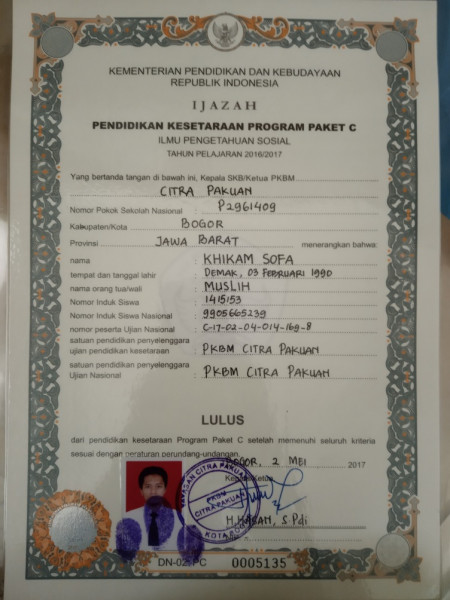 KEMENTERIAN PENDIDIKAN DAN KEBUDAYAAN
REPUBLIK INDONESIA
IJAZAH
PENDIDIKAN KESETARAAN PROGRAM PAKET C
ILMU PENGETAHUAN SOSIAL
TAHUN PELAJARAN 2016/2017
Yang bertanda tangan di bawah ini, Kepala SKB/Ketua PKBM
CITRA PAKUAN
Nomor Pokok Sekolah Nasional : P2961409
Kabupaten/Kota : BOGOR
Provinsi JAWA BARAT menerangkan bahwa:
nama : KHIKAM SOFA
tempat dan tanggal lahir : DEMAK, 03 FEBRUARI 1990
nama orang tua/wali : MUSLIH
Nomor Induk Siswa : 1415153
Nomor Induk Siswa Nasional : 9905665239
nomor peserta Ujian Nasional : C-17-02-04-014-169-8
satuan pendidikan penyelenggara
ujian pendidikan kesetaraan : PKBM CITRA PAKUAN
satuan pendidikan penyelenggara
Ujian Nasional : PKBM CITRA PAKUAN
LULUS
dari pendidikan kesetaraan Program Paket C setelah memenuhi seluruh kriteria
sesuai dengan peraturan perundang-undangan.
BOGOR, 2 MEI 2017
Kepala/Ketua
YAYASAN CITRA PAKUAN
PKBM
CITRA PAKUAN
KOTA
H. HASAN, S.Pdi
DN-02 PC 0005135